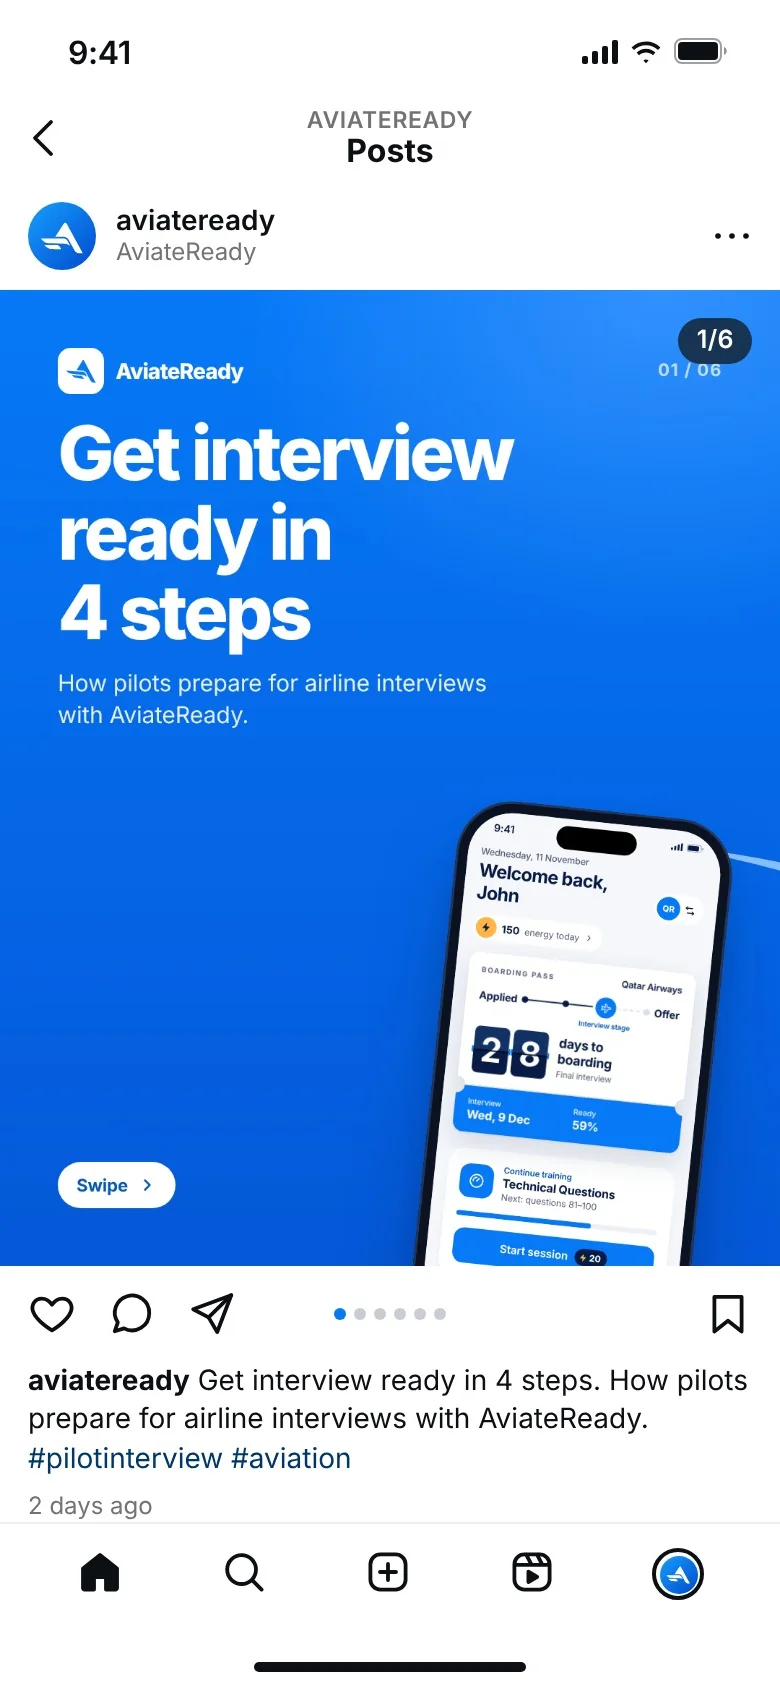 9:41
AVIATEREADY
Posts
aviateready
AviateReady
1/6
AviateReady
01 / 06
Get interview
ready in
4 steps
How pilots prepare for airline interviews
with AviateReady.
9:41
Wednesday, 11 November
Welcome back,
John
QR
150 energy today
BOARDING PASS
Qatar Airways
Applied
Offer
Interview stage
28
days to
boarding
Final interview
Interview
Wed, 9 Dec
Ready
59%
Continue training
Technical Questions
Next: questions 81–100
Start session
20
Swipe
aviateready Get interview ready in 4 steps. How pilots
prepare for airline interviews with AviateReady.
#pilotinterview #aviation
2 days ago